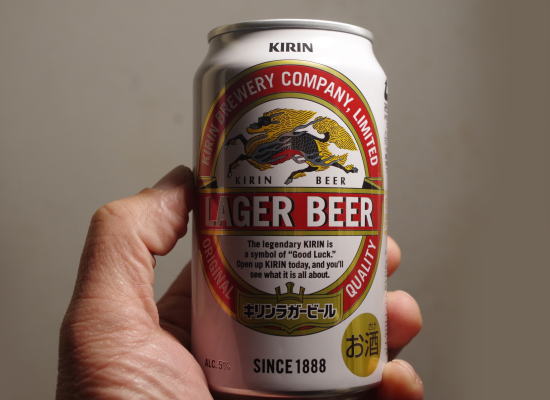 KIRIN
KIRIN BREWERY COMPANY, LIMITED
KIRIN BEER
LAGER BEER
The legendary KIRIN is
a symbol of "Good Luck."
Open up KIRIN today, and you'll
see what it is all about.
ORIGINAL QUALITY
キリンラガービール
お酒
ALC.5%
SINCE 1888